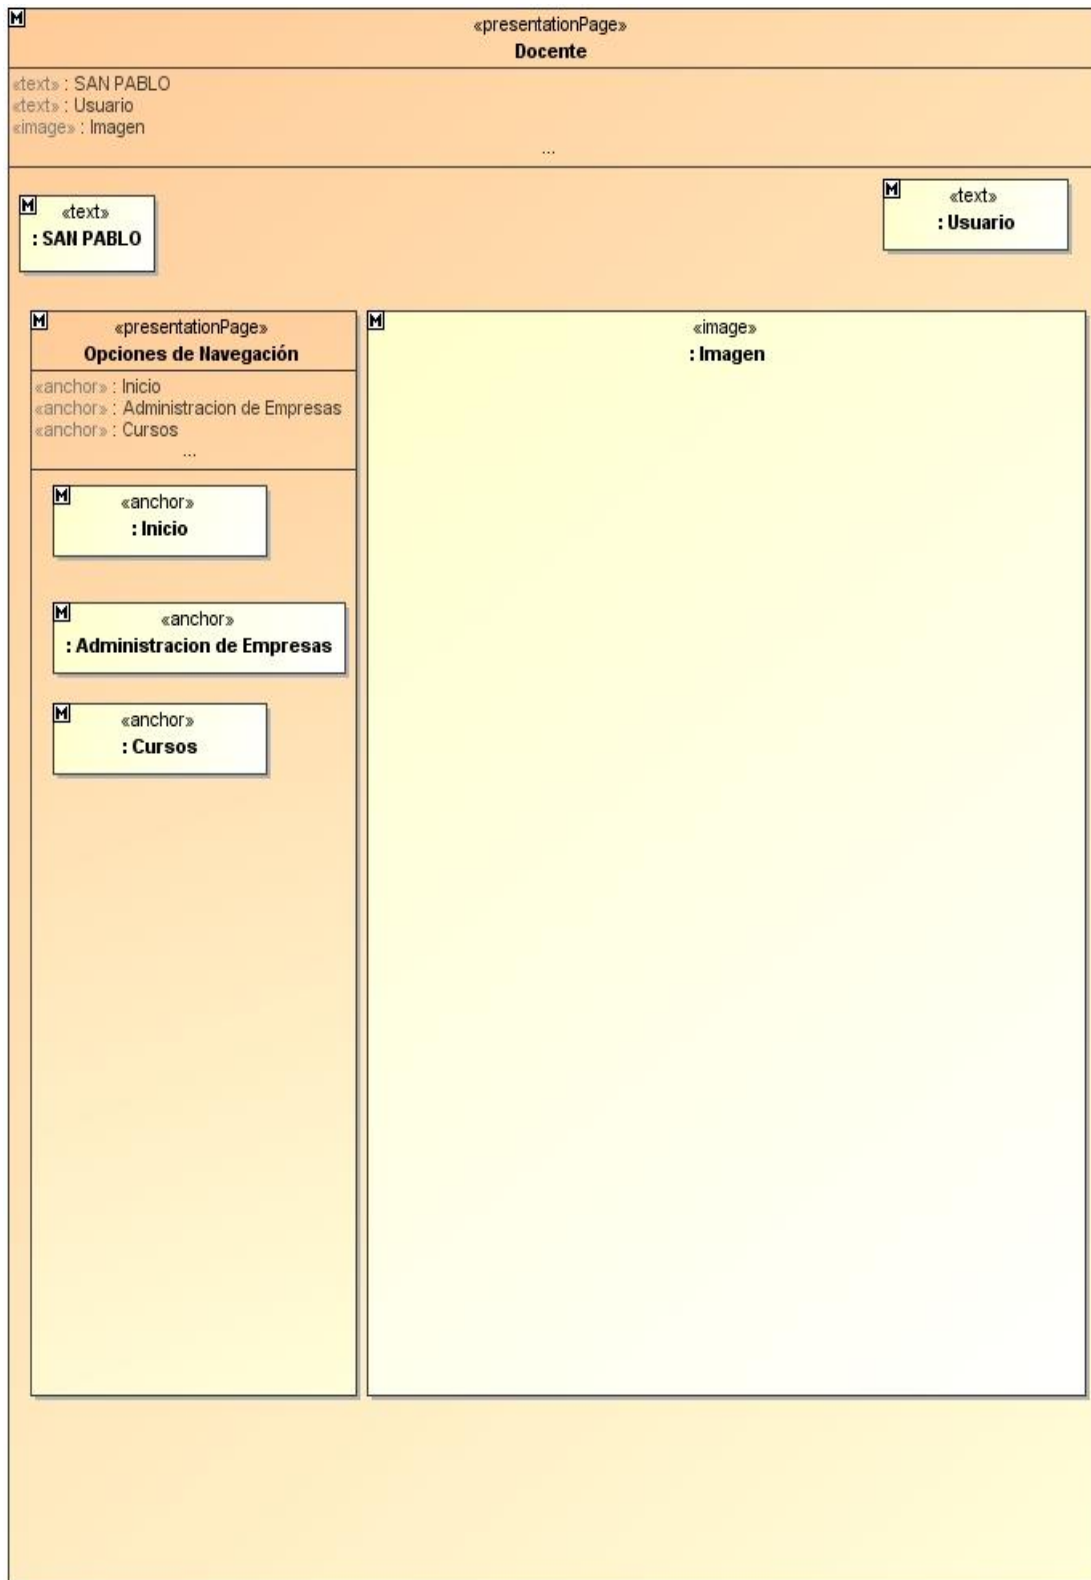 «presentationPage»
Docente
«text» : SAN PABLO
«text» : Usuario
«image» : Imagen
...
«text»
: SAN PABLO
«text»
: Usuario
«presentationPage»
Opciones de Navegación
«anchor» : Inicio
«anchor» : Administracion de Empresas
«anchor» : Cursos
...
«anchor»
: Inicio
«anchor»
: Administracion de Empresas
«anchor»
: Cursos
«image»
: Imagen